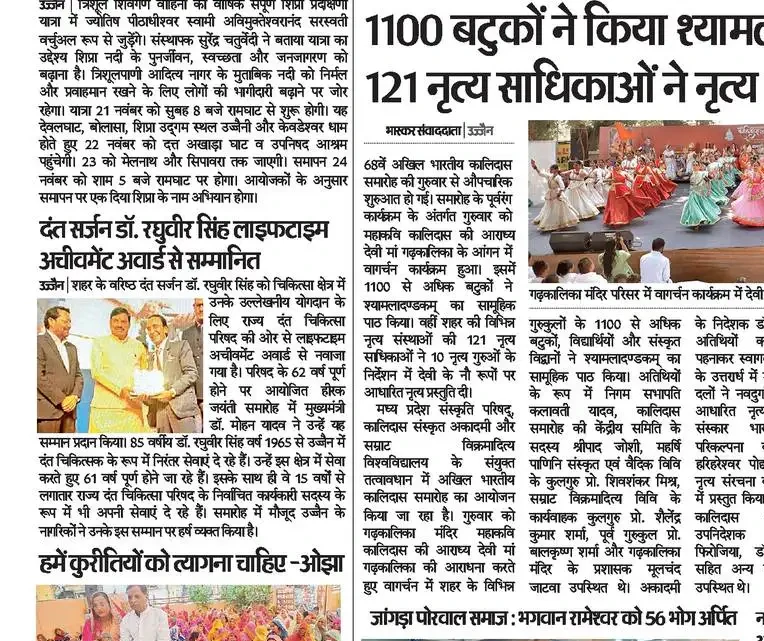 उज्जैन | त्रिशूल शिवगण वाहिनी की वार्षिक संपूर्ण शिप्रा प्रदक्षिणा
यात्रा में ज्योतिष पीठाधीश्वर स्वामी अविमुक्तेश्वरानंद सरस्वती
वर्चुअल रूप से जुड़ेंगे। संस्थापक सुरेंद्र चतुर्वेदी ने बताया यात्रा का
उद्देश्य शिप्रा नदी के पुनर्जीवन, स्वच्छता और जनजागरण को
बढ़ाना है। त्रिशूलपाणी आदित्य नागर के मुताबिक नदी को निर्मल
और प्रवाहमान रखने के लिए लोगों की भागीदारी बढ़ाने पर जोर
रहेगा। यात्रा 21 नवंबर को सुबह 8 बजे रामघाट से शुरू होगी। यह
देवलघाट, बोलासा, शिप्रा उद्गम स्थल उज्जैनी और केवडेश्वर धाम
होते हुए 22 नवंबर को दत्त अखाड़ा घाट व उपनिषद आश्रम
पहुंचेगी। 23 को मेलनाथ और सिपावरा तक जाएगी। समापन 24
नवंबर को शाम 5 बजे रामघाट पर होगा। आयोजकों के अनुसार
समापन पर एक दिया शिप्रा के नाम अभियान होगा।
दंत सर्जन डॉ. रघुवीर सिंह लाइफटाइम
अचीवमेंट अवार्ड से सम्मानित
उज्जैन | शहर के वरिष्ठ दंत सर्जन डॉ. रघुवीर सिंह को चिकित्सा क्षेत्र में
उनके उल्लेखनीय योगदान के
लिए राज्य दंत चिकित्सा
परिषद की ओर से लाइफटाइम
अचीवमेंट अवार्ड से नवाजा
गया है। परिषद के 62 वर्ष पूर्ण
होने पर आयोजित हीरक
जयंती समारोह में मुख्यमंत्री
डॉ. मोहन यादव ने उन्हें यह
सम्मान प्रदान किया। 85 वर्षीय डॉ. रघुवीर सिंह वर्ष 1965 से उज्जैन में
दंत चिकित्सक के रूप में निरंतर सेवाएं दे रहे हैं। उन्हें इस क्षेत्र में सेवा
करते हुए 61 वर्ष पूर्ण होने जा रहे हैं। इसके साथ ही वे 15 वर्षों से
लगातार राज्य दंत चिकित्सा परिषद के निर्वाचित कार्यकारी सदस्य के
रूप में भी अपनी सेवाएं दे रहे हैं। समारोह में मौजूद उज्जैन के
नागरिकों ने उनके इस सम्मान पर हर्ष व्यक्त किया है।
हमें कुरीतियों को त्यागना चाहिए -ओझा
1100 बटुकों ने किया श्यामल
121 नृत्य साधिकाओं ने नृत्य
भास्कर संवाददाता | उज्जैन
68वें अखिल भारतीय कालिदास
समारोह की गुरुवार से औपचारिक
शुरुआत हो गई। समारोह के पूर्वरंग
कार्यक्रम के अंतर्गत गुरुवार को
महाकवि कालिदास की आराध्य
देवी मां गढ़कालिका के आंगन में
वागर्चन कार्यक्रम हुआ। इसमें
1100 से अधिक बटुकों ने
श्यामलादण्डकम् का सामूहिक
पाठ किया। वहीं शहर की विभिन्न
नृत्य संस्थाओं की 121 नृत्य
साधिकाओं ने 10 नृत्य गुरुओं के
निर्देशन में देवी के नौ रूपों पर
आधारित नृत्य प्रस्तुति दी।
मध्य प्रदेश संस्कृति परिषद्,
कालिदास संस्कृत अकादमी और
सम्राट विक्रमादित्य
विश्वविद्यालय के संयुक्त
तत्वावधान में अखिल भारतीय
कालिदास समारोह का आयोजन
किया जा रहा है। गुरुवार को
गढ़कालिका मंदिर महाकवि
कालिदास की आराध्य देवी मां
गढ़कालिका की आराधना करते
हुए वागर्चन में शहर के विभिन्न
गढ़कालिका मंदिर परिसर में वागर्चन कार्यक्रम में देवी
गुरुकुलों के 1100 से अधिक
बटुकों, विद्यार्थियों और संस्कृत
विद्वानों ने श्यामलादण्डकम् का
सामूहिक पाठ किया। अतिथियों
के रूप में निगम सभापति
कलावती यादव, कालिदास
समारोह की केंद्रीय समिति के
सदस्य श्रीपाद जोशी, महर्षि
पाणिनि संस्कृत एवं वैदिक विवि
के कुलगुरु प्रो. शिवशंकर मिश्र,
सम्राट विक्रमादित्य विवि के
कार्यवाहक कुलगुरु प्रो. शैलेंद्र
कुमार शर्मा, पूर्व गुरुकुल प्रो.
बालकृष्ण शर्मा और गढ़कालिका
मंदिर के प्रशासक मूलचंद
जाटवा उपस्थित थे। अकादमी
के निदेशक डॉ
अतिथियों क
पहनाकर स्वाग
के उत्तरार्ध में
दलों ने नवदुग
आधारित नृत्य
संस्कार भार
परिकल्पना व
हरिहरेश्वर पोद्द
नृत्य संरचना व
में प्रस्तुत किया
कालिदास
उपनिदेशक
फिरोजिया, डॉ
सहित अन्य
उपस्थित थे।
जांगड़ा पोरवाल समाज : भगवान रामेश्वर को 56 भोग अर्पित